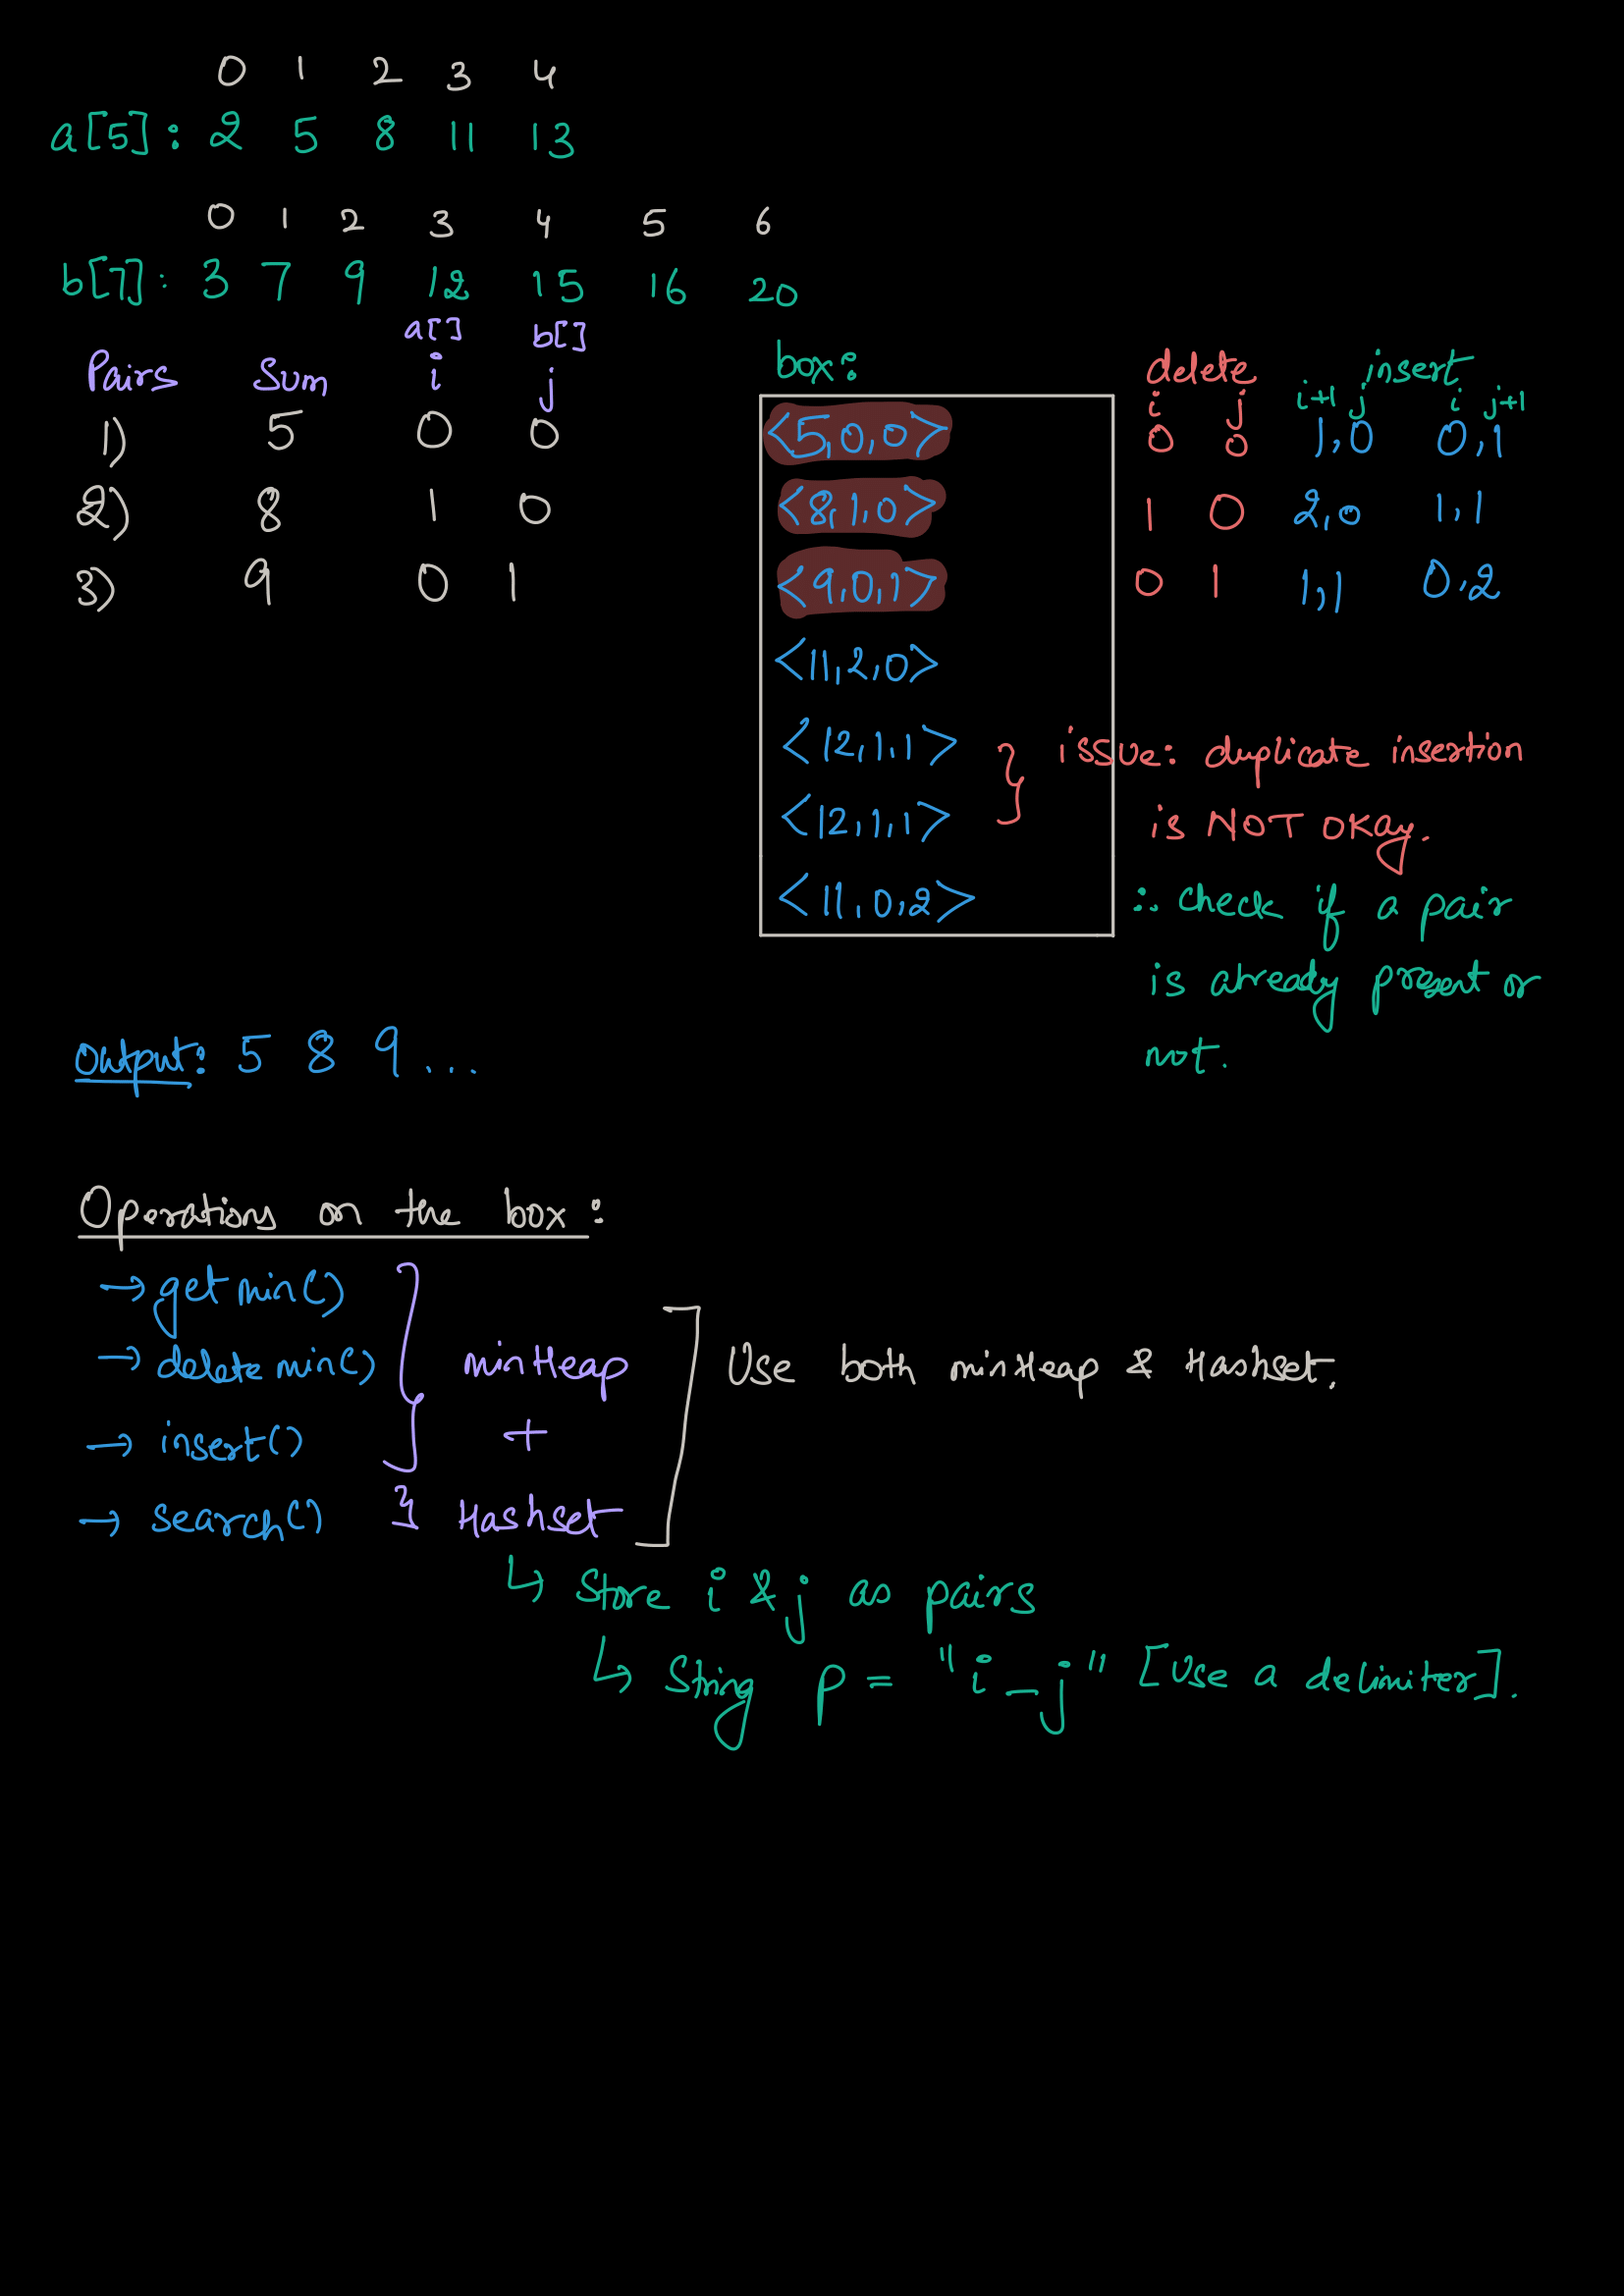 0 1 2 3 4
a[5]: 2 5 8 11 13
0 1 2 3 4 5 6
b[7]: 3 7 9 12 15 16 20
a[] b[]
Pairs Sum i j
1) 5 0 0
2) 8 1 0
3) 9 0 1
box:
<5,0,0>
<8,1,0>
<9,0,1>
<11,2,0>
<12,1,1>
<12,1,1>
<11,0,2>
delete insert
i j i+1 j i j+1
0 0 1,0 0,1
1 0 2,0 1,1
0 1 1,1 0,2
} issue: duplicate insertion
is NOT OKay.
∴ check if a pair
is already present or
not.
Output: 5 8 9 ...
Operations on the box:
→ getmin()
→ delete min()
→ insert()
→ search()
} minHeap
+
} Hashset
] Use both minHeap & Hashset.
↳ Store i & j as pairs
↳ String p = "i_j" [Use a delimiter].